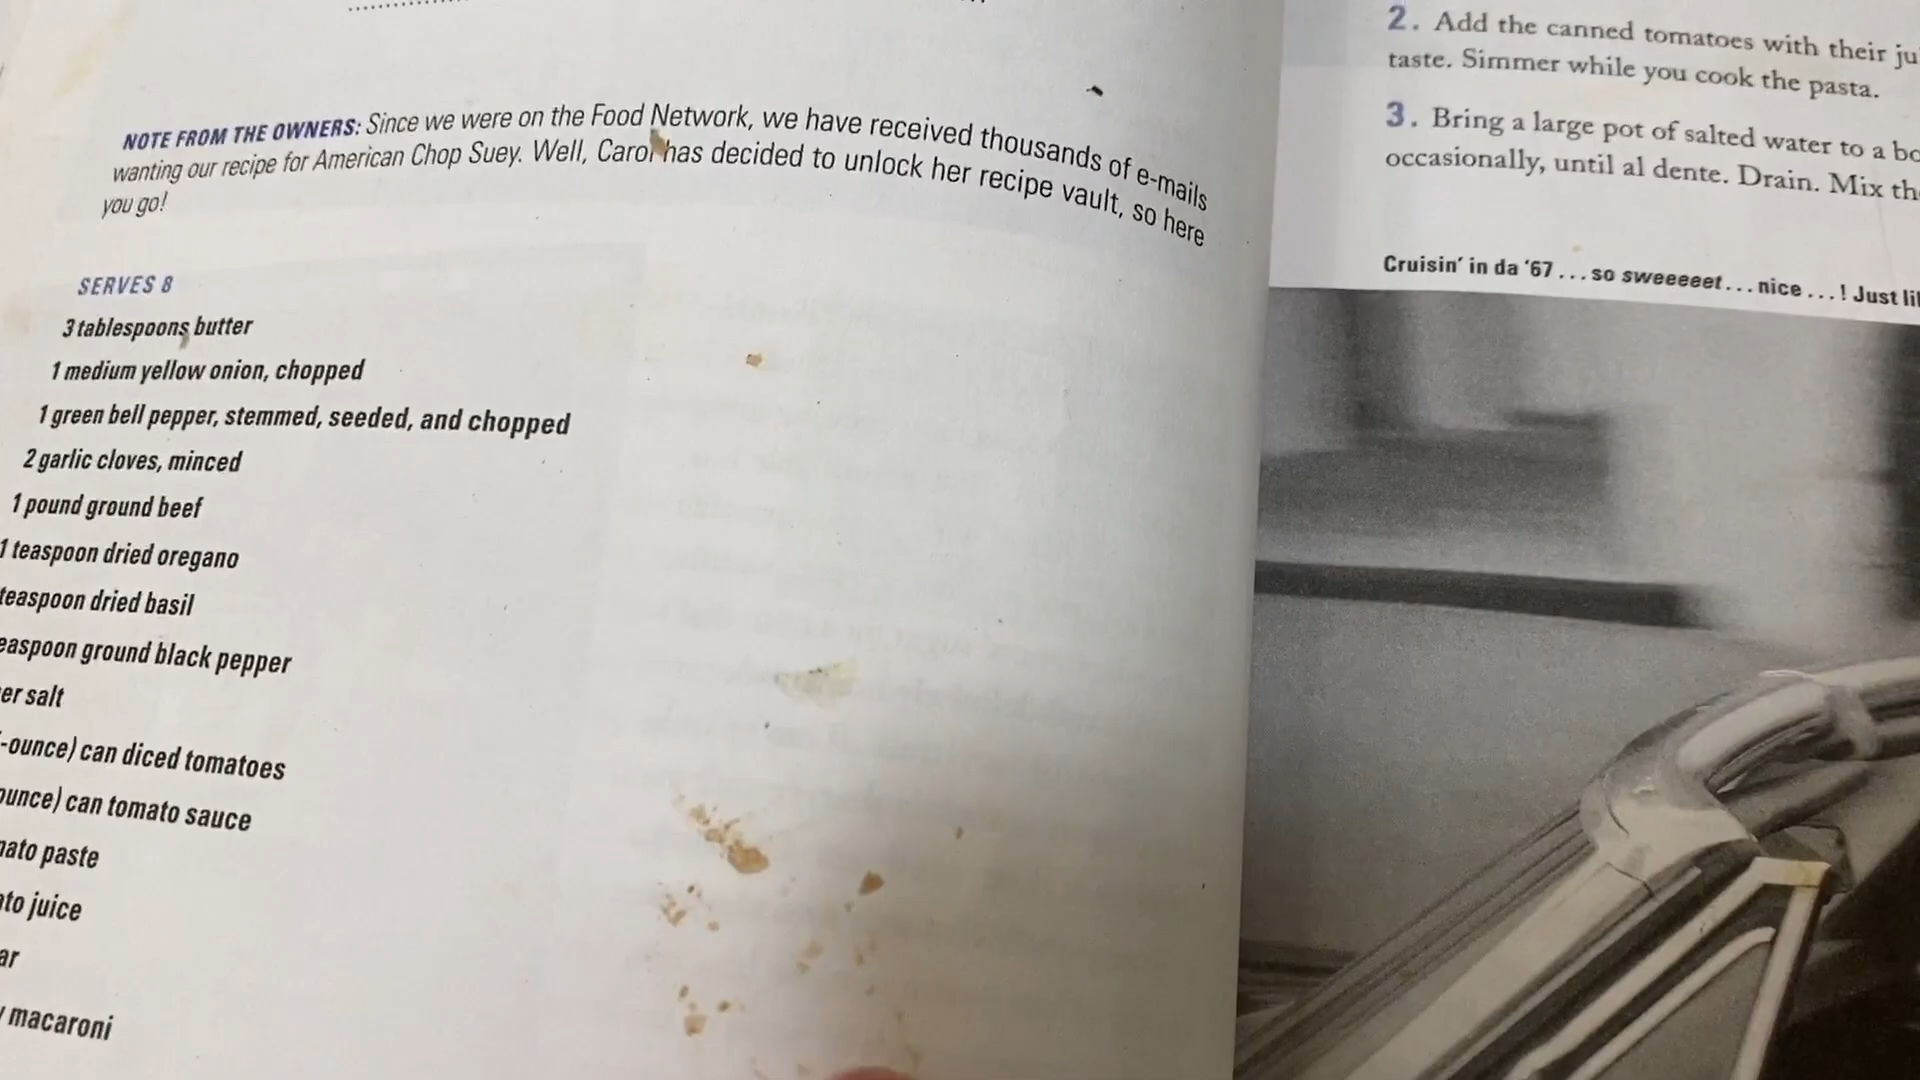 NOTE FROM THE OWNERS: Since we were on the Food Network, we have received thousands of e-mails
wanting our recipe for American Chop Suey. Well, Carol has decided to unlock her recipe vault, so here
you go!
SERVES 8
3 tablespoons butter
1 medium yellow onion, chopped
1 green bell pepper, stemmed, seeded, and chopped
2 garlic cloves, minced
1 pound ground beef
1 teaspoon dried oregano
teaspoon dried basil
easpoon ground black pepper
er salt
-ounce) can diced tomatoes
ounce) can tomato sauce
ato paste
to juice
ar
macaroni
2. Add the canned tomatoes with their ju
taste. Simmer while you cook the pasta.
3. Bring a large pot of salted water to a bo
occasionally, until al dente. Drain. Mix th
Cruisin' in da '67 ... so sweeeeet ... nice ...! Just li